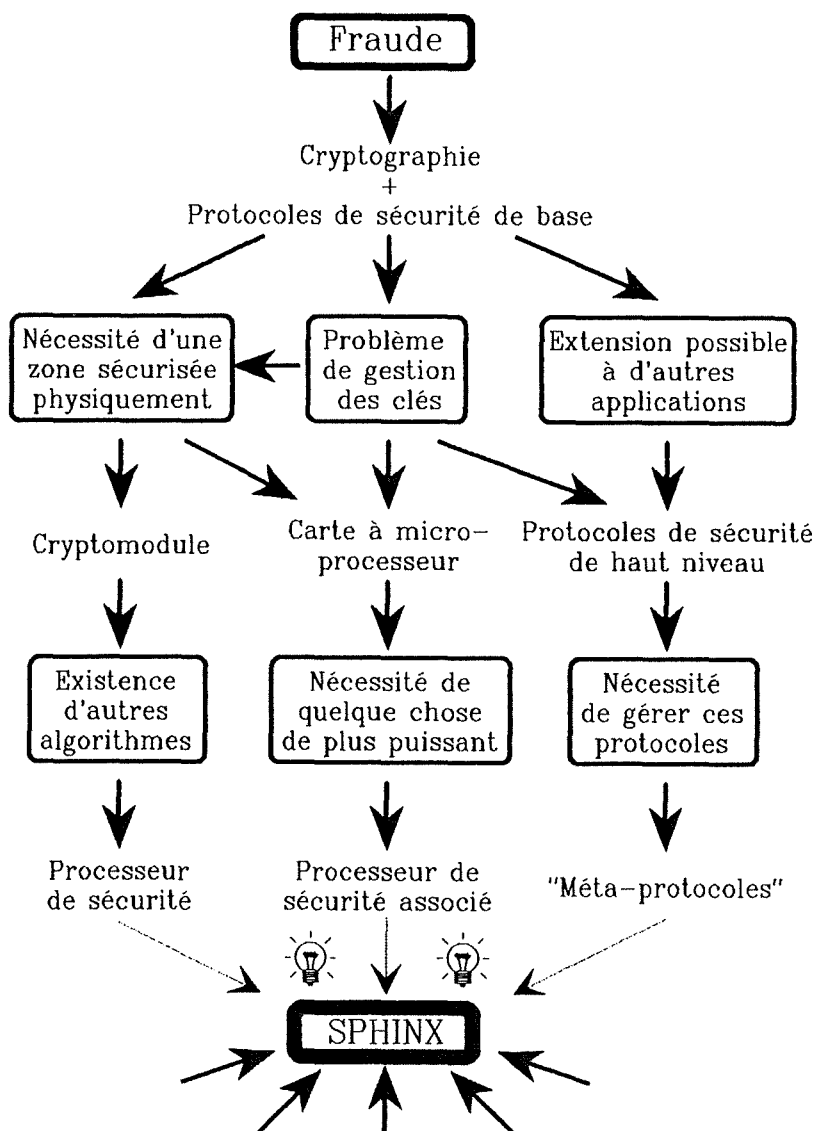 Fraude
Cryptographie
+
Protocoles de sécurité de base
Nécessité d'une
zone sécurisée
physiquement
Problème
de gestion
des clés
Extension possible
à d'autres
applications
Cryptomodule
Carte à micro-
processeur
Protocoles de sécurité
de haut niveau
Existence
d'autres
algorithmes
Nécessité de
quelque chose
de plus puissant
Nécessité
de gérer ces
protocoles
Processeur
de sécurité
Processeur de
sécurité associé
"Méta-protocoles"
SPHINX